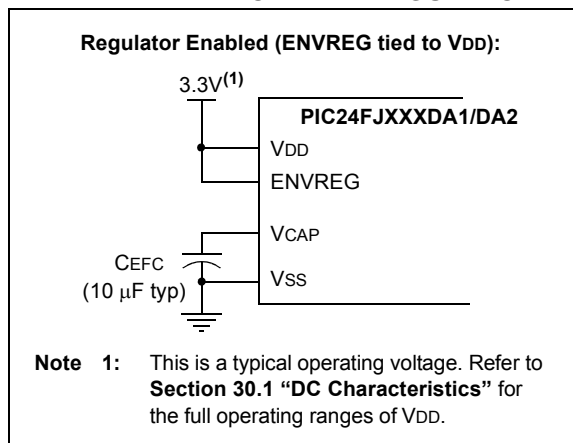 Regulator Enabled (ENVREG tied to VDD):
3.3V(1)
PIC24FJXXXDA1/DA2
VDD
ENVREG
VCAP
CEFC
(10 μF typ)
VSS
Note 1: This is a typical operating voltage. Refer to
Section 30.1 “DC Characteristics” for
the full operating ranges of VDD.